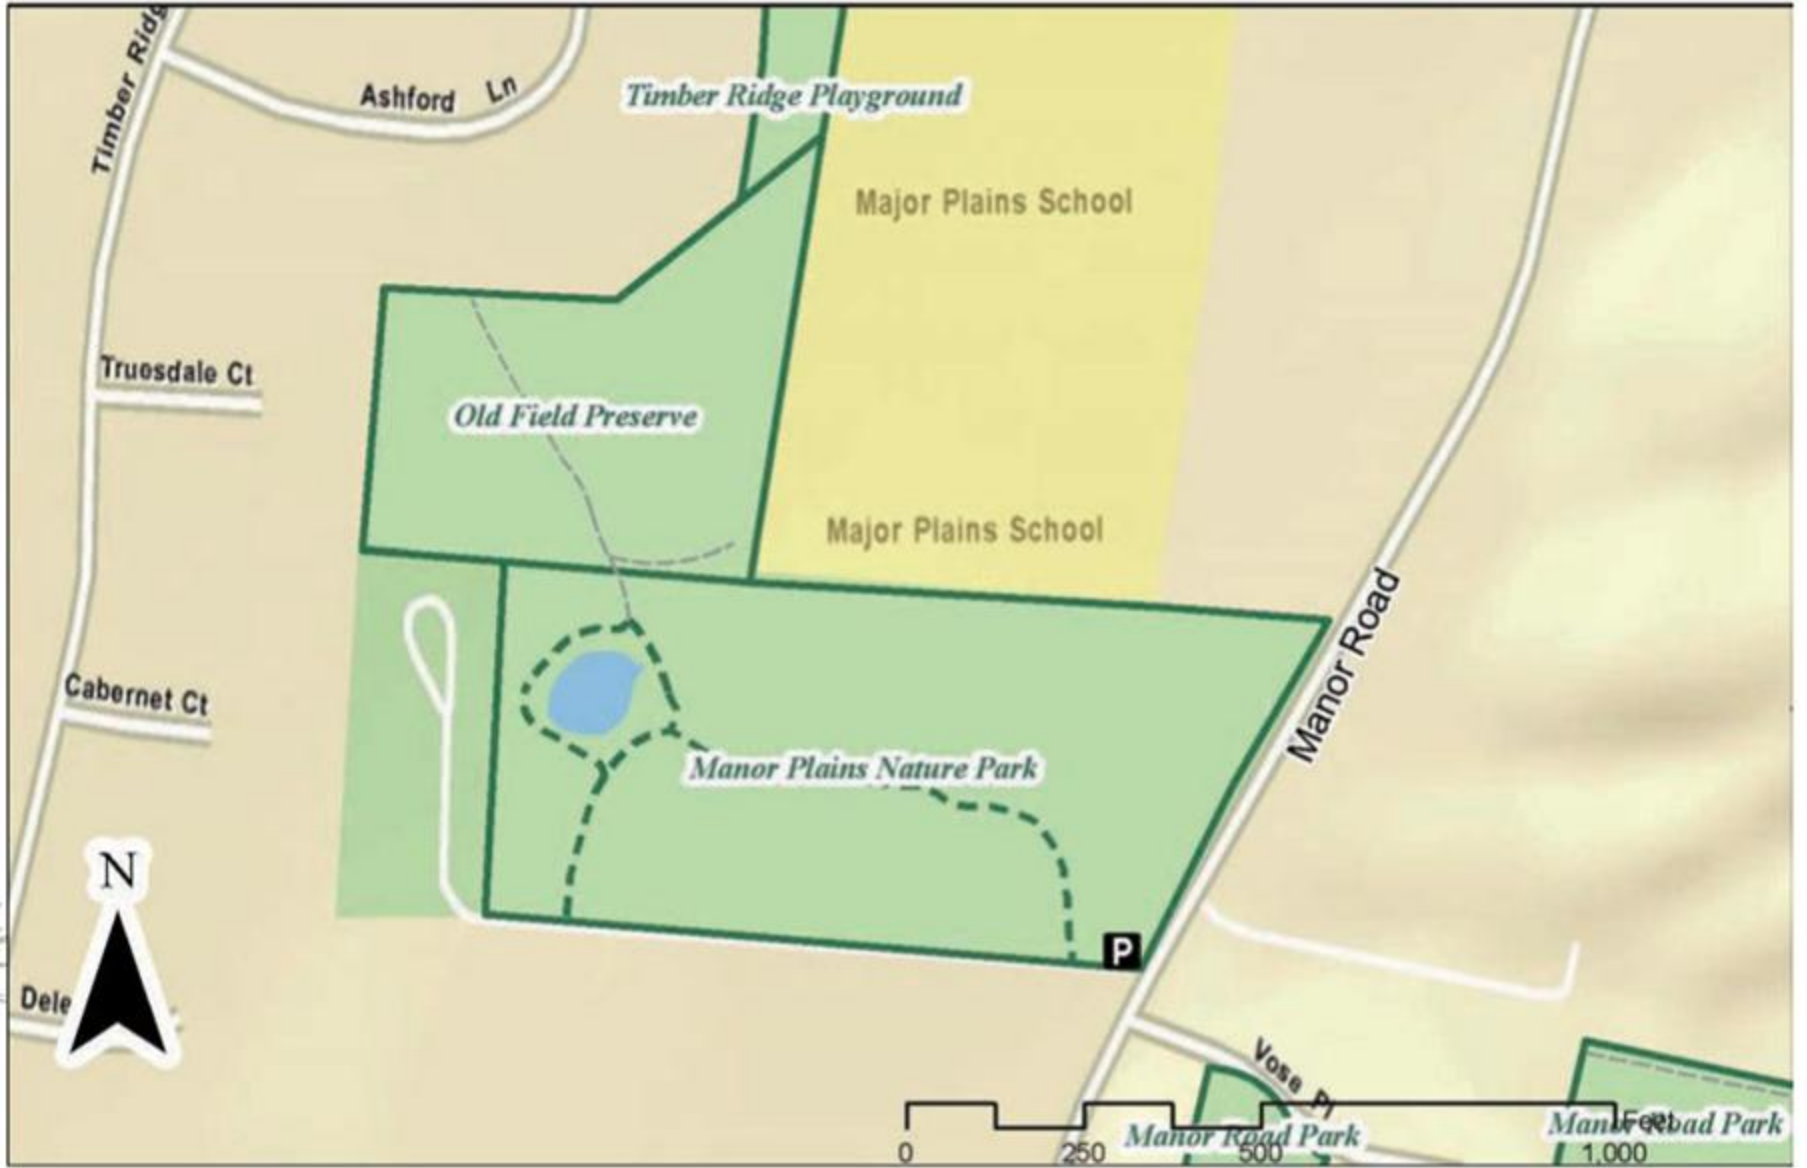 Timber Ridg
Ashford Ln
Timber Ridge Playground
Major Plains School
Truesdale Ct
Old Field Preserve
Major Plains School
Manor Road
Cabernet Ct
Manor Plains Nature Park
N
P
Dele
Vose Pl
Manor Road Park
Manor Road Park
Feet
0 250 500 1,000